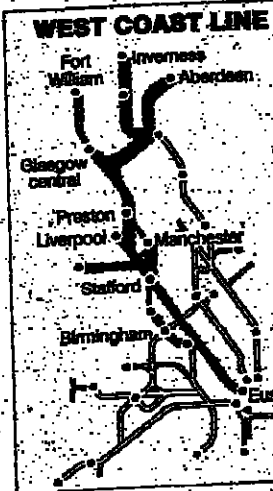 WEST COAST LINE
Fort
William
Inverness
Aberdeen
Glasgow
central
Preston
Liverpool
Manchester
Stafford
Birmingham
Eus